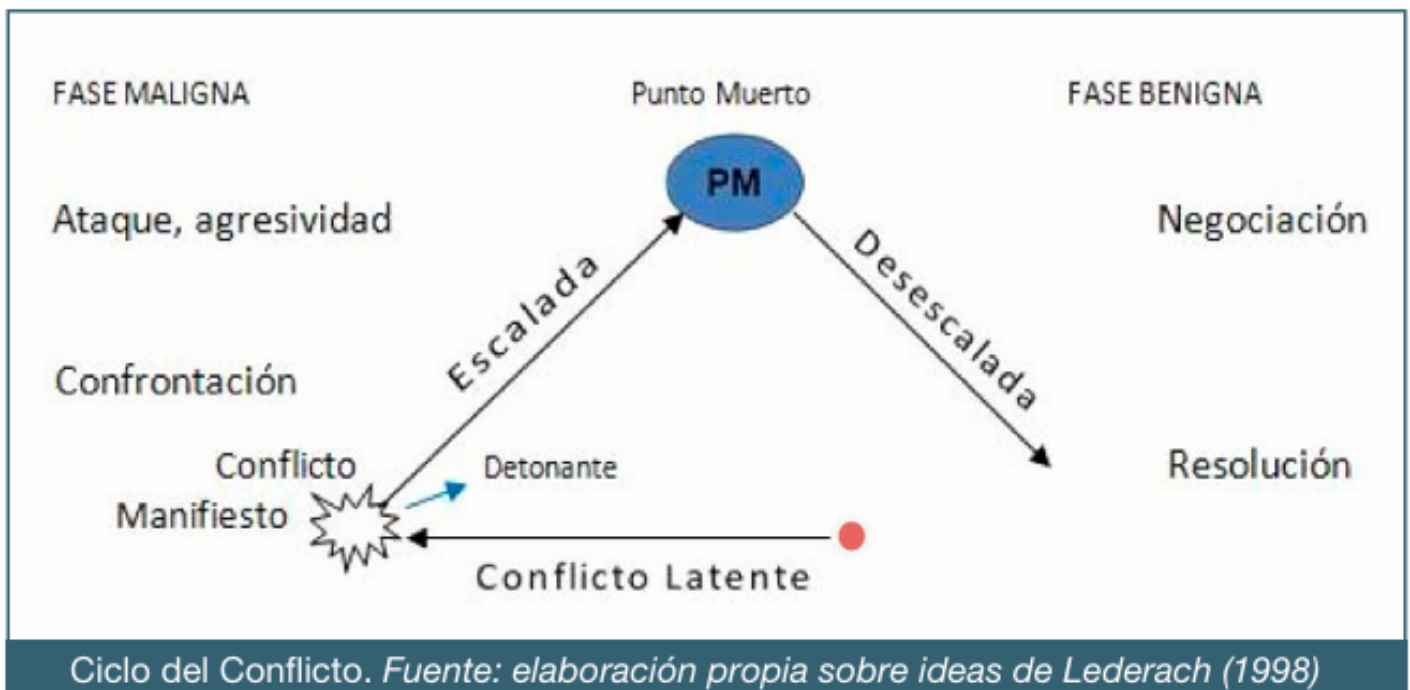 FASE MALIGNA
Punto Muerto
FASE BENIGNA
PM
Ataque, agresividad
Negociación
Escalada
Desescalada
Confrontación
Conflicto
Manifiesto
Detonante
Resolución
Conflicto Latente
Ciclo del Conflicto. Fuente: elaboración propia sobre ideas de Lederach (1998)